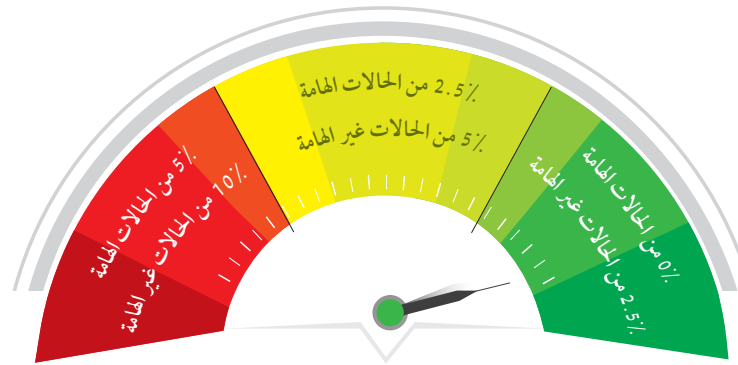 2.5٪ من الحالات الهامة
5٪ من الحالات غير الهامة
0٪ من الحالات الهامة
2.5٪ من الحالات غير الهامة
5٪ من الحالات الهامة
10٪ من الحالات غير الهامة